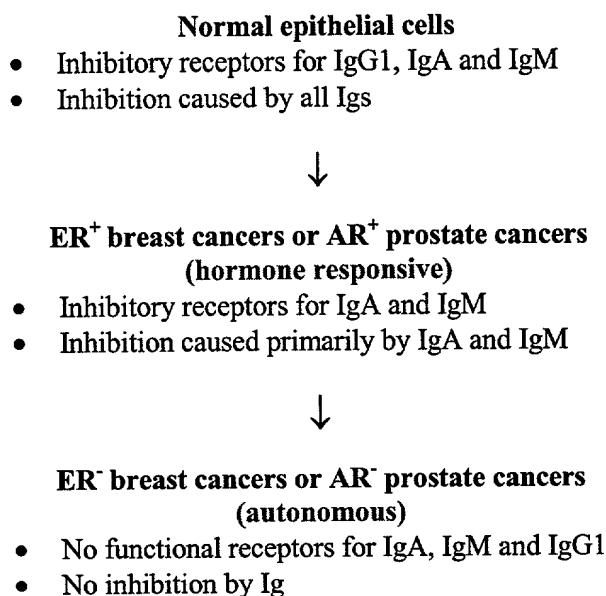 Normal epithelial cells
• Inhibitory receptors for IgG1, IgA and IgM
• Inhibition caused by all Igs
↓
ER⁺ breast cancers or AR⁺ prostate cancers
(hormone responsive)
• Inhibitory receptors for IgA and IgM
• Inhibition caused primarily by IgA and IgM
↓
ER⁻ breast cancers or AR⁻ prostate cancers
(autonomous)
• No functional receptors for IgA, IgM and IgG1
• No inhibition by Ig